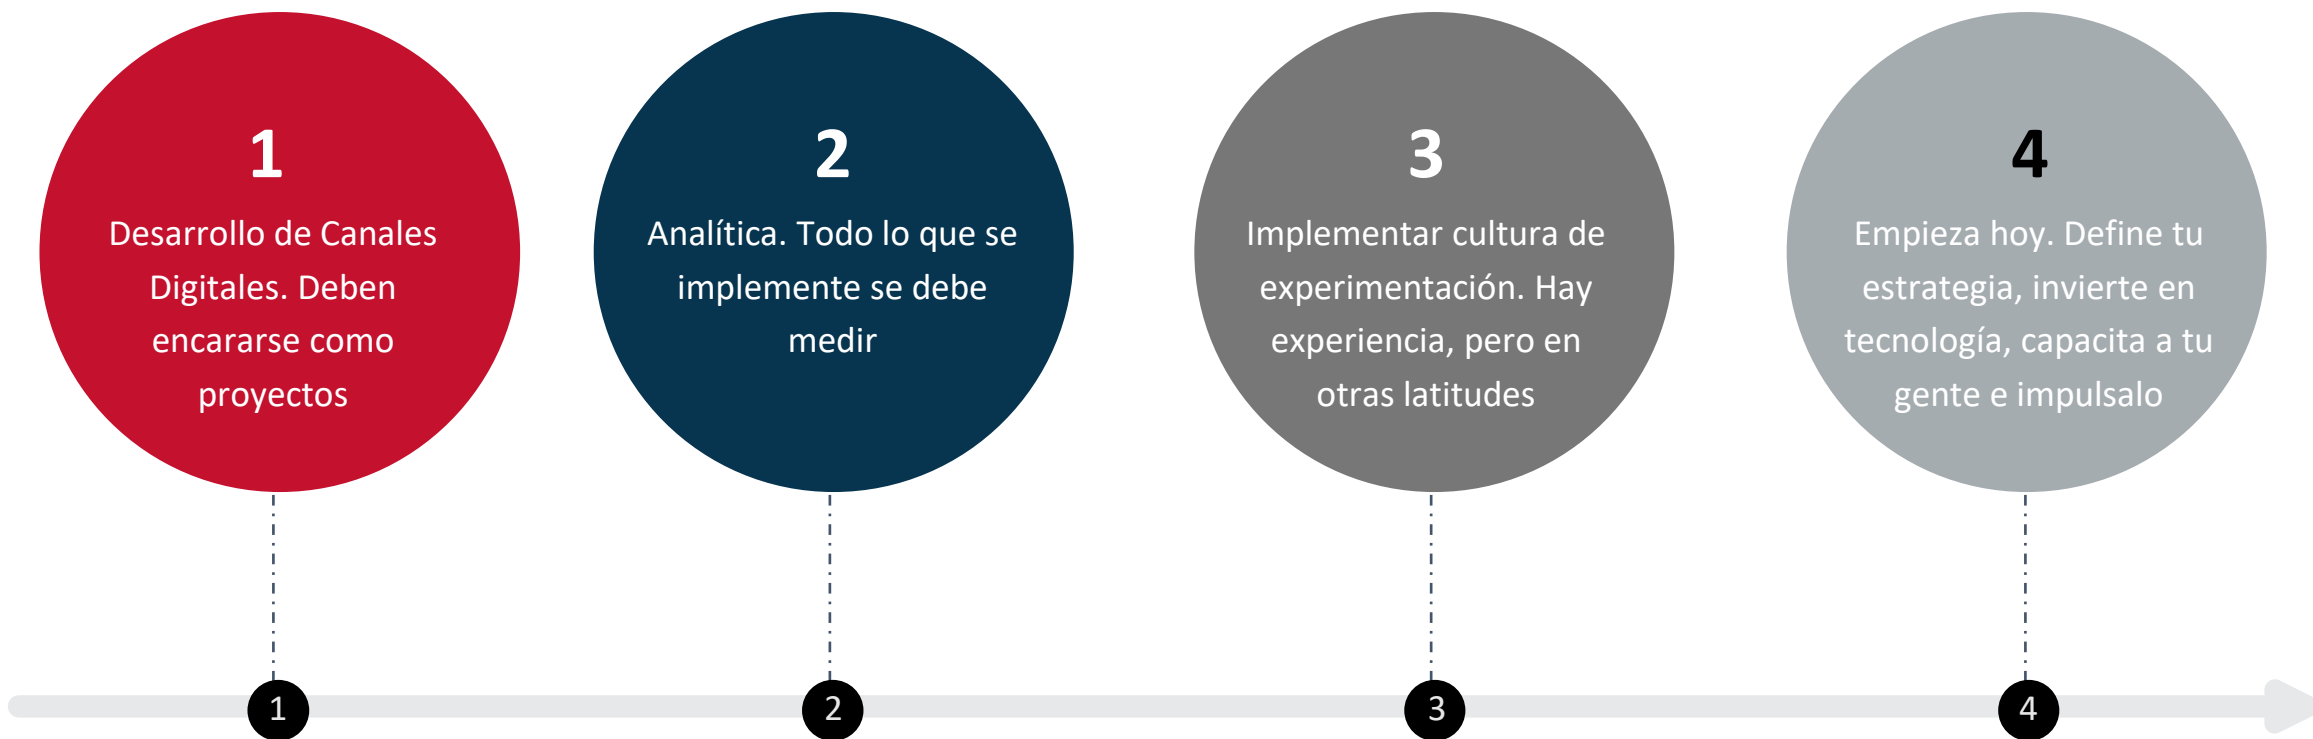 1
Desarrollo de Canales
Digitales. Deben
encararse como
proyectos
2
Analítica. Todo lo que se
implemente se debe
medir
3
Implementar cultura de
experimentación. Hay
experiencia, pero en
otras latitudes
4
Empieza hoy. Define tu
estrategia, invierte en
tecnología, capacita a tu
gente e impulsalo
1
2
3
4